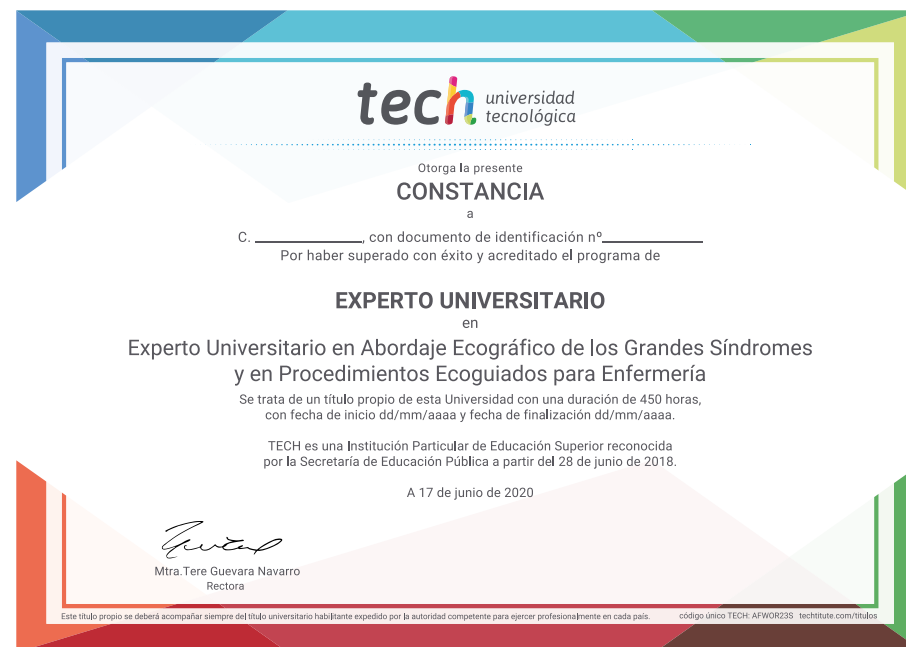 tech universidad
tecnológica
Otorga la presente
CONSTANCIA
a
C. ______________, con documento de identificación nº_____________
Por haber superado con éxito y acreditado el programa de
EXPERTO UNIVERSITARIO
en
Experto Universitario en Abordaje Ecográfico de los Grandes Síndromes
y en Procedimientos Ecoguiados para Enfermería
Se trata de un título propio de esta Universidad con una duración de 450 horas,
con fecha de inicio dd/mm/aaaa y fecha de finalización dd/mm/aaaa.
TECH es una Institución Particular de Educación Superior reconocida
por la Secretaría de Educación Pública a partir del 28 de junio de 2018.
A 17 de junio de 2020
Mtra.Tere Guevara Navarro
Rectora
Este título propio se deberá acompañar siempre del título universitario habilitante expedido por la autoridad competente para ejercer profesionalmente en cada país. código único TECH: AFWOR23S techtitute.com/titulos